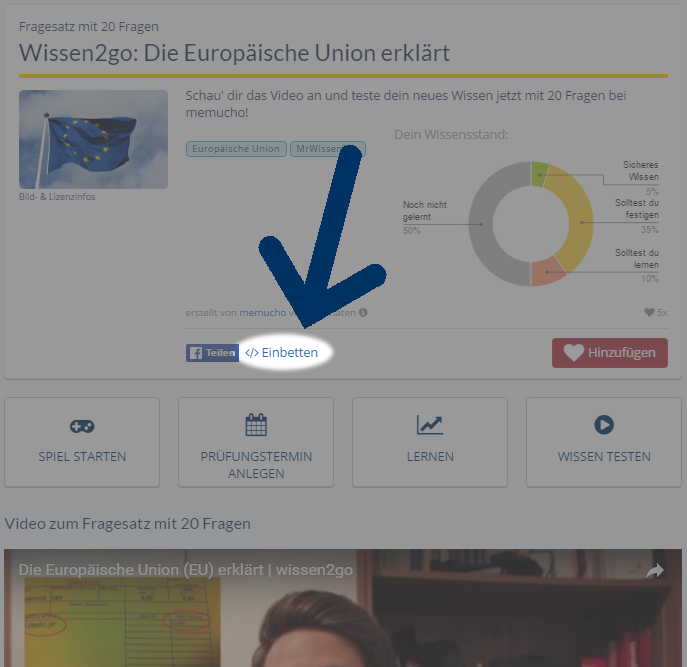 Fragesatz mit 20 Fragen
Wissen2go: Die Europäische Union erklärt
Schau' dir das Video an und teste dein neues Wissen jetzt mit 20 Fragen bei
memucho!
Europäische Union
MrWissen
Bild- & Lizenzinfos
Dein Wissensstand:
Sicheres
Wissen
5%
Solltest du
festigen
35%
Solltest du
lernen
10%
Noch nicht
gelernt
50%
erstellt von memucho
5x
Teilen
</> Einbetten
Hinzufügen
SPIEL STARTEN
PRÜFUNGSTERMIN
ANLEGEN
LERNEN
WISSEN TESTEN
Video zum Fragesatz mit 20 Fragen
Die Europäische Union (EU) erklärt | wissen2go